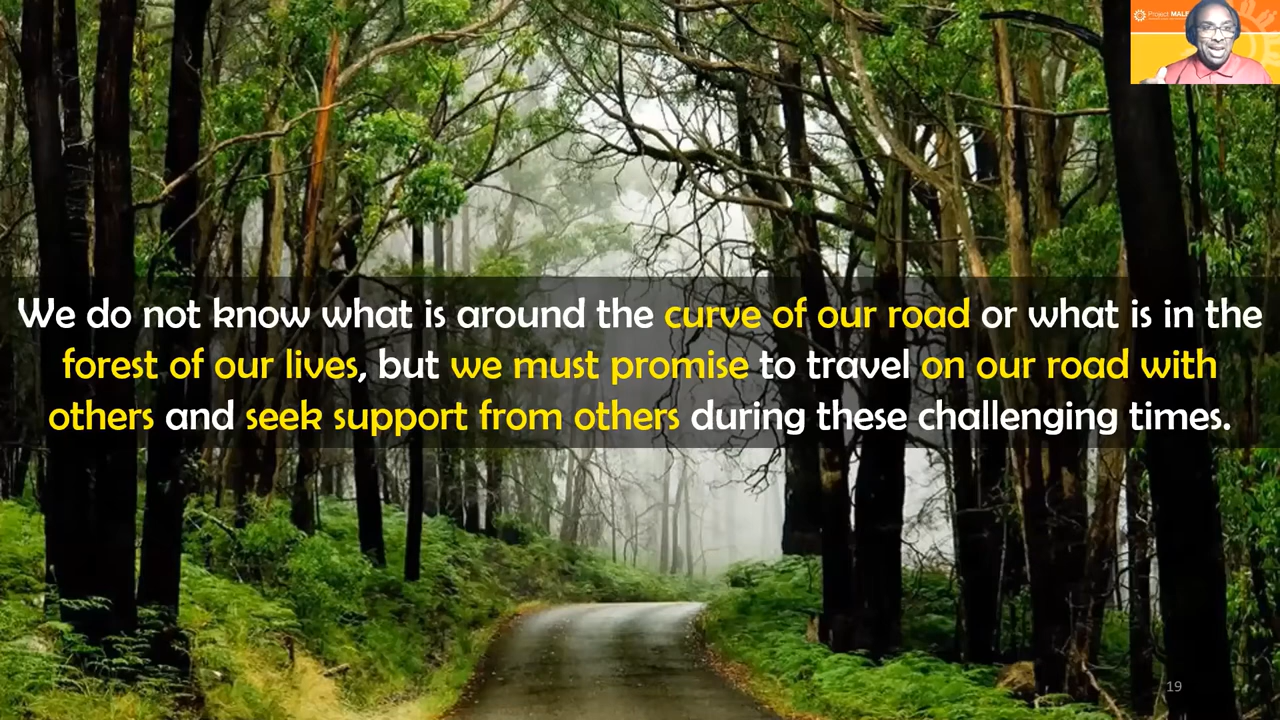 Project MALE
We do not know what is around the curve of our road or what is in the
forest of our lives, but we must promise to travel on our road with
others and seek support from others during these challenging times.
19